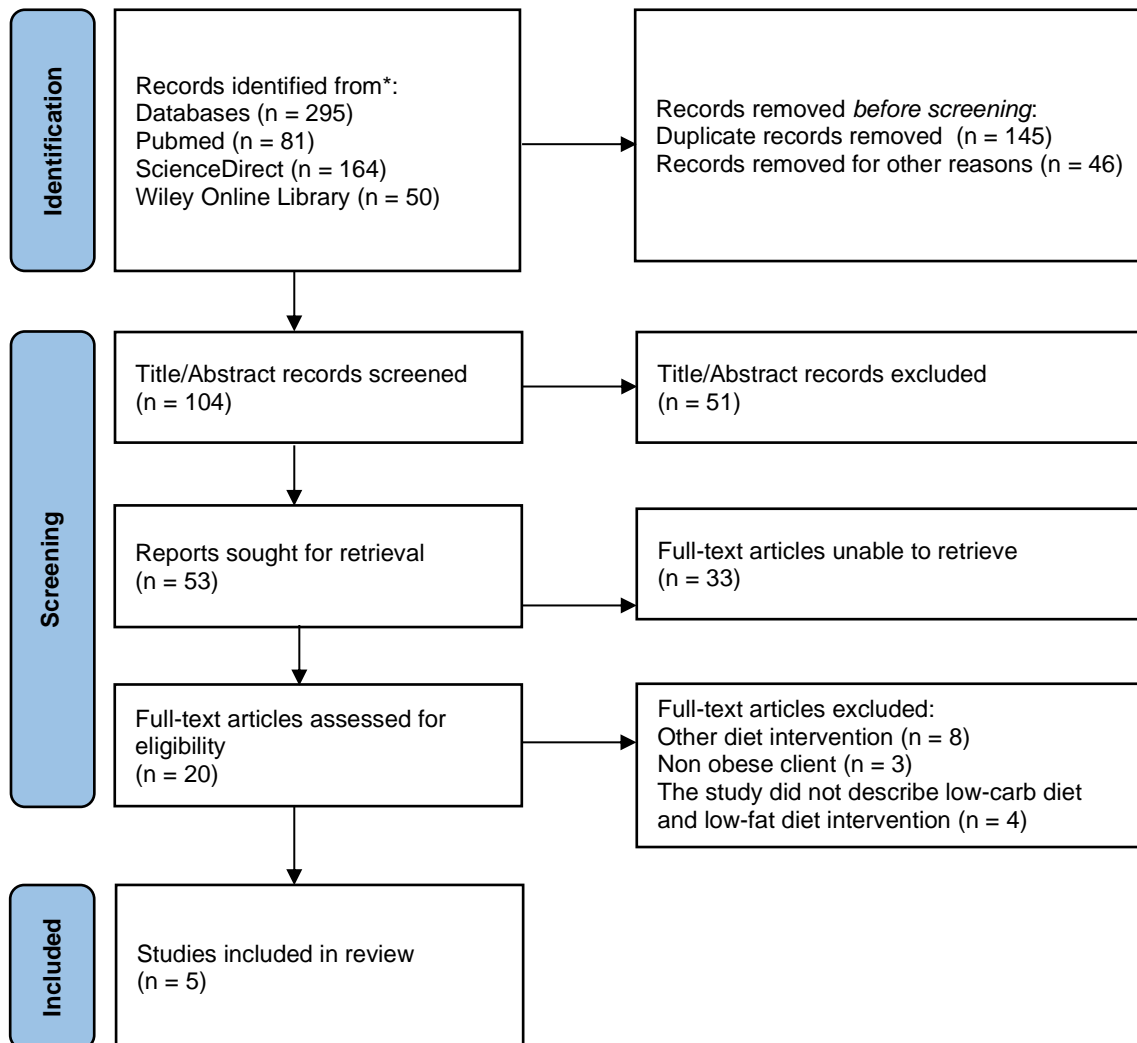 Identification
Records identified from*:
Databases (n = 295)
Pubmed (n = 81)
ScienceDirect (n = 164)
Wiley Online Library (n = 50)
Records removed before screening:
Duplicate records removed  (n = 145)
Records removed for other reasons (n = 46)
Screening
Title/Abstract records screened
(n = 104)
Title/Abstract records excluded
(n = 51)
Reports sought for retrieval
(n = 53)
Full-text articles unable to retrieve
(n = 33)
Full-text articles assessed for
eligibility
(n = 20)
Full-text articles excluded:
Other diet intervention (n = 8)
Non obese client (n = 3)
The study did not describe low-carb diet
and low-fat diet intervention (n = 4)
Included
Studies included in review
(n = 5)